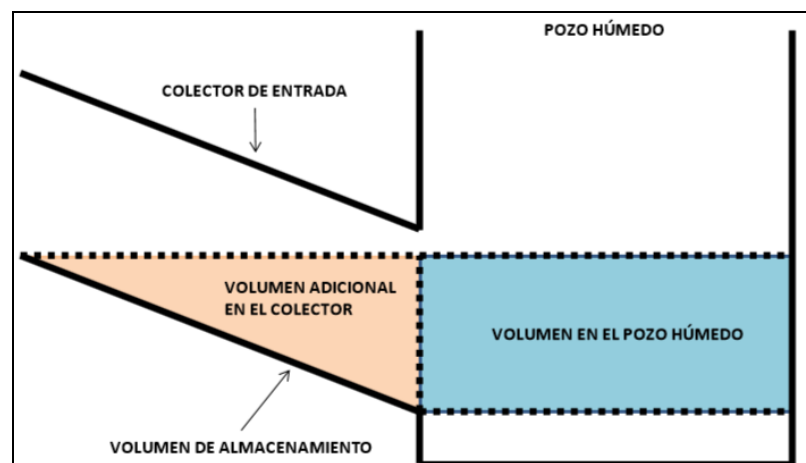 POZO HÚMEDO
COLECTOR DE ENTRADA
VOLUMEN ADICIONAL
EN EL COLECTOR
VOLUMEN EN EL POZO HÚMEDO
VOLUMEN DE ALMACENAMIENTO